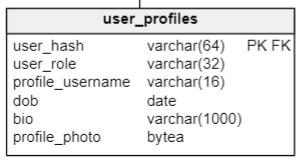 user_profiles
user_hash varchar(64) PK FK
user_role varchar(32)
profile_username varchar(16)
dob date
bio varchar(1000)
profile_photo bytea